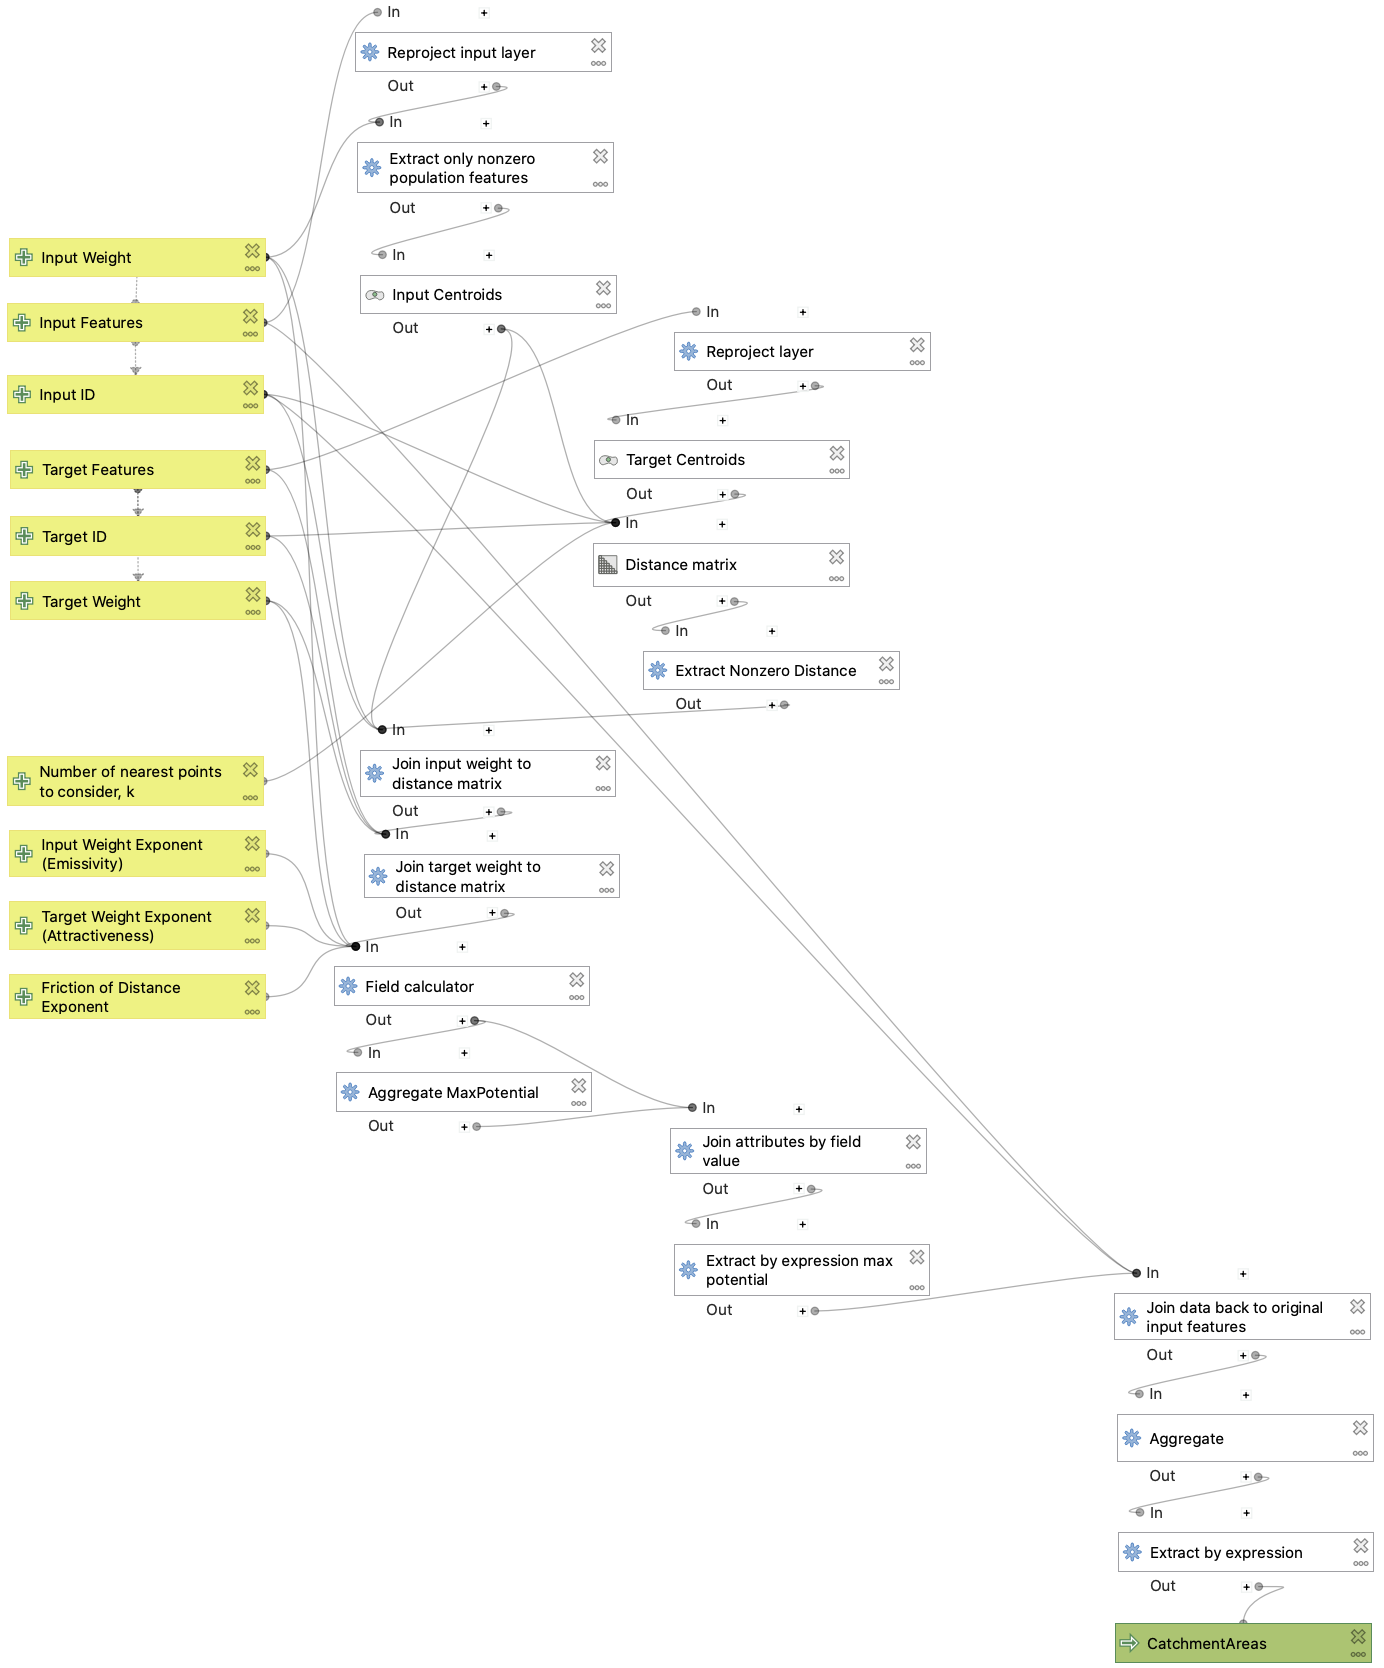 In
Reproject input layer
Out
In
Extract only nonzero
population features
Out
In
Input Centroids
Out
Input Weight
Input Features
Input ID
Target Features
Target ID
Target Weight
In
Reproject layer
Out
In
Target Centroids
Out
In
Distance matrix
Out
In
Extract Nonzero Distance
Out
Number of nearest points
to consider, k
Input Weight Exponent
(Emissivity)
Target Weight Exponent
(Attractiveness)
Friction of Distance
Exponent
In
Join input weight to
distance matrix
Out
In
Join target weight to
distance matrix
Out
In
Field calculator
Out
In
Aggregate MaxPotential
Out
In
Join attributes by field
value
Out
In
Extract by expression max
potential
Out
In
Join data back to original
input features
Out
In
Aggregate
Out
In
Extract by expression
Out
CatchmentAreas